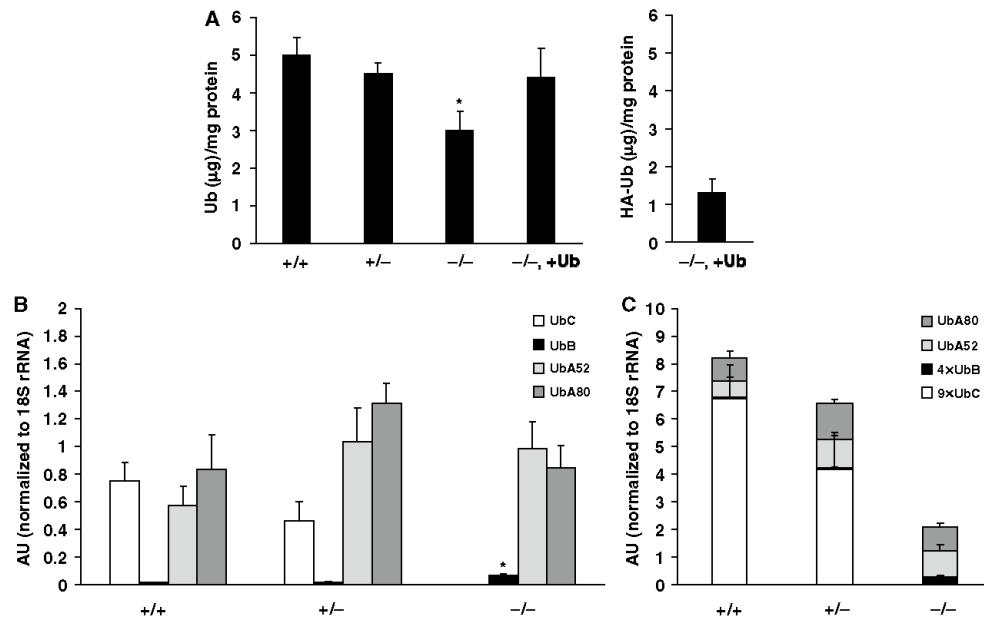 A
6
5
4
3
2
1
0
Ub (μg)/mg protein
*
+/+
+/−
−/−
−/−, +Ub
6
5
4
3
2
1
0
HA-Ub (μg)/mg protein
−/−, +Ub
B
2
1.8
1.6
1.4
1.2
1
0.8
0.6
0.4
0.2
0
AU (normalized to 18S rRNA)
UbC
UbB
UbA52
UbA80
*
+/+
+/−
−/−
C
10
9
8
7
6
5
4
3
2
1
0
AU (normalized to 18S rRNA)
UbA80
UbA52
4×UbB
9×UbC
+/+
+/−
−/−